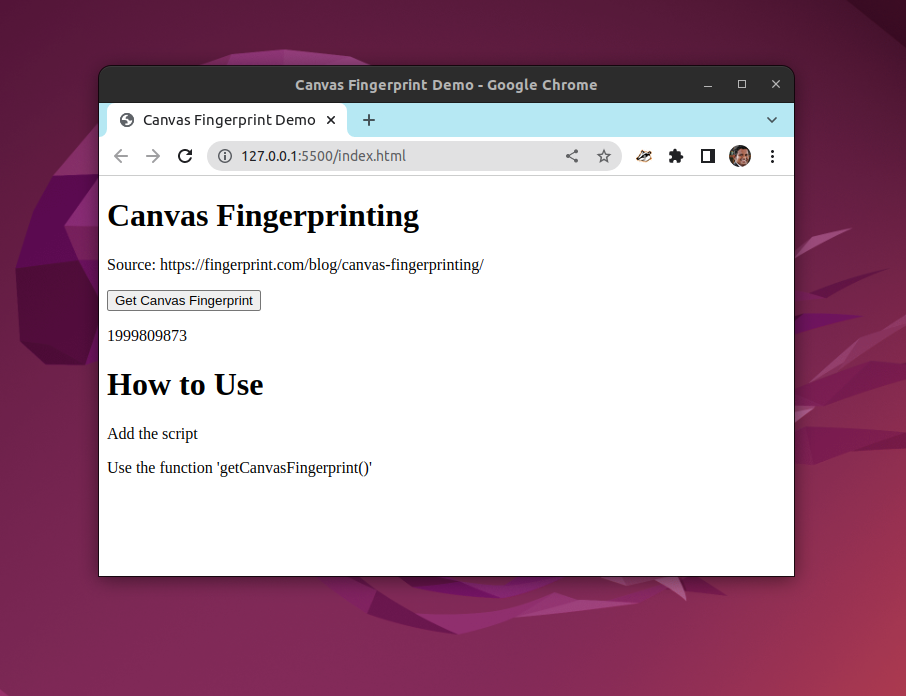 Canvas Fingerprint Demo - Google Chrome
Canvas Fingerprint Demo
127.0.0.1:5500/index.html
Canvas Fingerprinting
Source: https://fingerprint.com/blog/canvas-fingerprinting/
Get Canvas Fingerprint
1999809873
How to Use
Add the script
Use the function 'getCanvasFingerprint()'